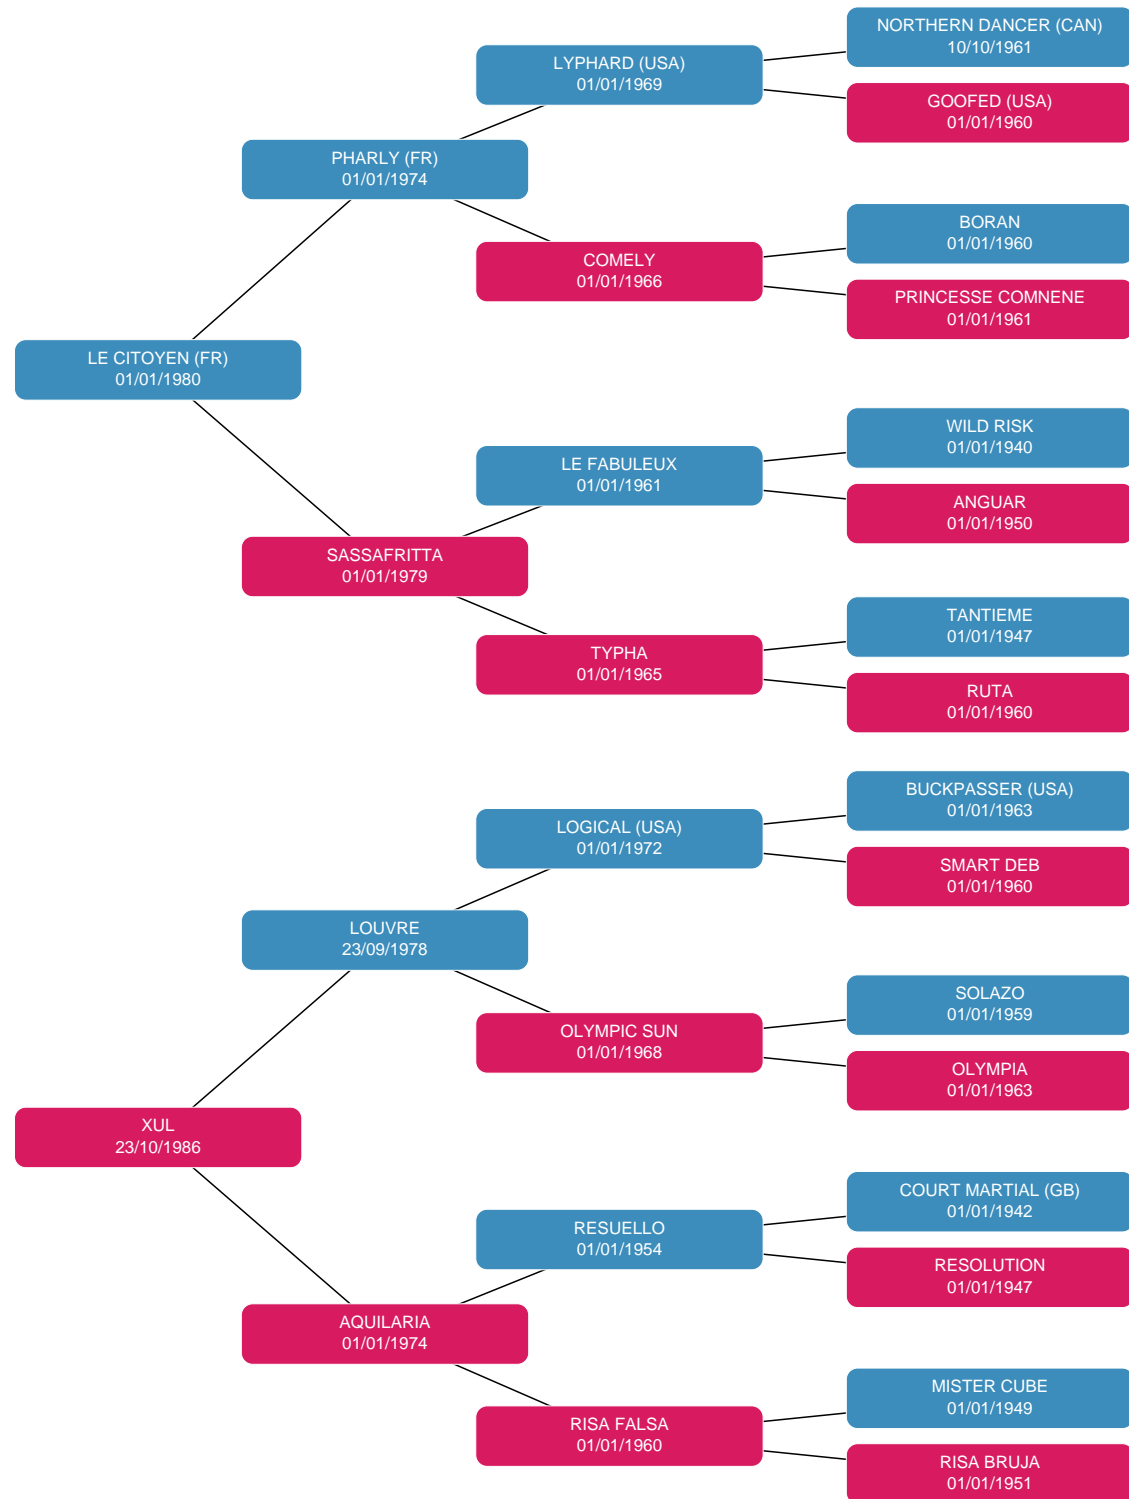 NORTHERN DANCER (CAN)
10/10/1961
LYPHARD (USA)
01/01/1969
GOOFED (USA)
01/01/1960
PHARLY (FR)
01/01/1974
BORAN
01/01/1960
COMELY
01/01/1966
PRINCESSE COMNENE
01/01/1961
LE CITOYEN (FR)
01/01/1980
WILD RISK
01/01/1940
LE FABULEUX
01/01/1961
ANGUAR
01/01/1950
SASSAFRITTA
01/01/1979
TANTIEME
01/01/1947
TYPHA
01/01/1965
RUTA
01/01/1960
BUCKPASSER (USA)
01/01/1963
LOGICAL (USA)
01/01/1972
SMART DEB
01/01/1960
LOUVRE
23/09/1978
SOLAZO
01/01/1959
OLYMPIC SUN
01/01/1968
OLYMPIA
01/01/1963
XUL
23/10/1986
COURT MARTIAL (GB)
01/01/1942
RESUELLO
01/01/1954
RESOLUTION
01/01/1947
AQUILARIA
01/01/1974
MISTER CUBE
01/01/1949
RISA FALSA
01/01/1960
RISA BRUJA
01/01/1951